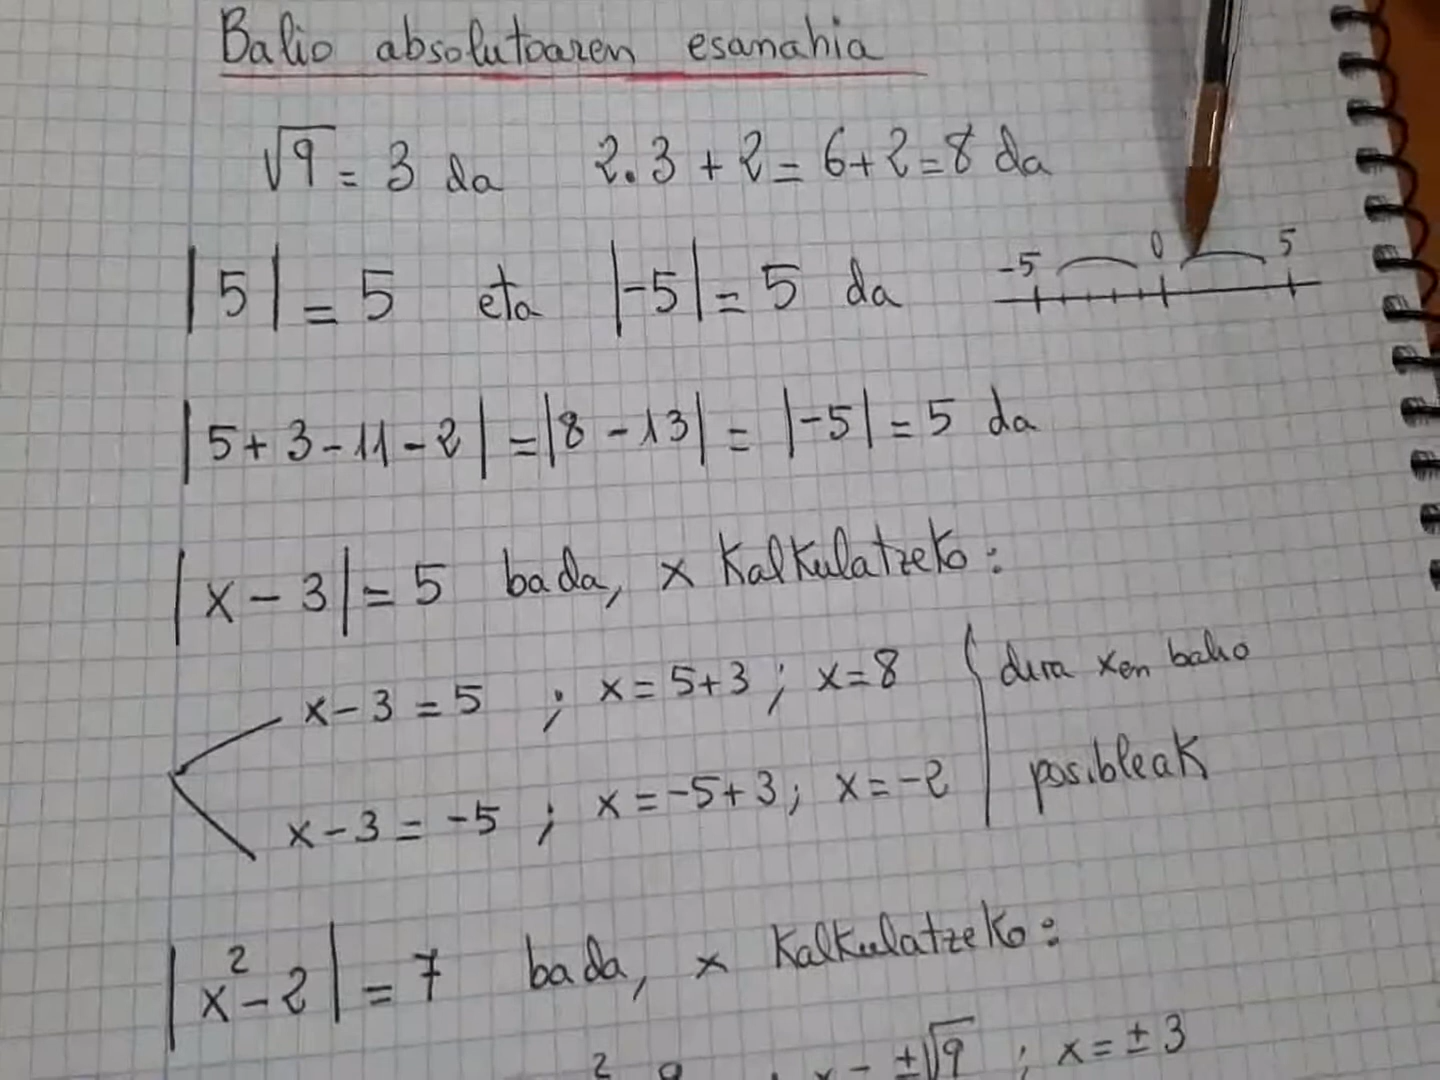 Balio absolutoaren esanahia
√9 = 3 da 2.3 + 2 = 6+2 = 8 da
|5| = 5 eta |-5| = 5 da -5 0 5
|5+3-11-2| = |8-13| = |-5| = 5 da
|x-3| = 5 bada, x kalkulatzeko:
x-3 = 5 ; x = 5+3 ; x = 8 dira xen balio
x-3 = -5 ; x = -5+3 ; x = -2 posibleak
|x²-2| = 7 bada, x kalkulatzeko:
±√9 ; x = ±3